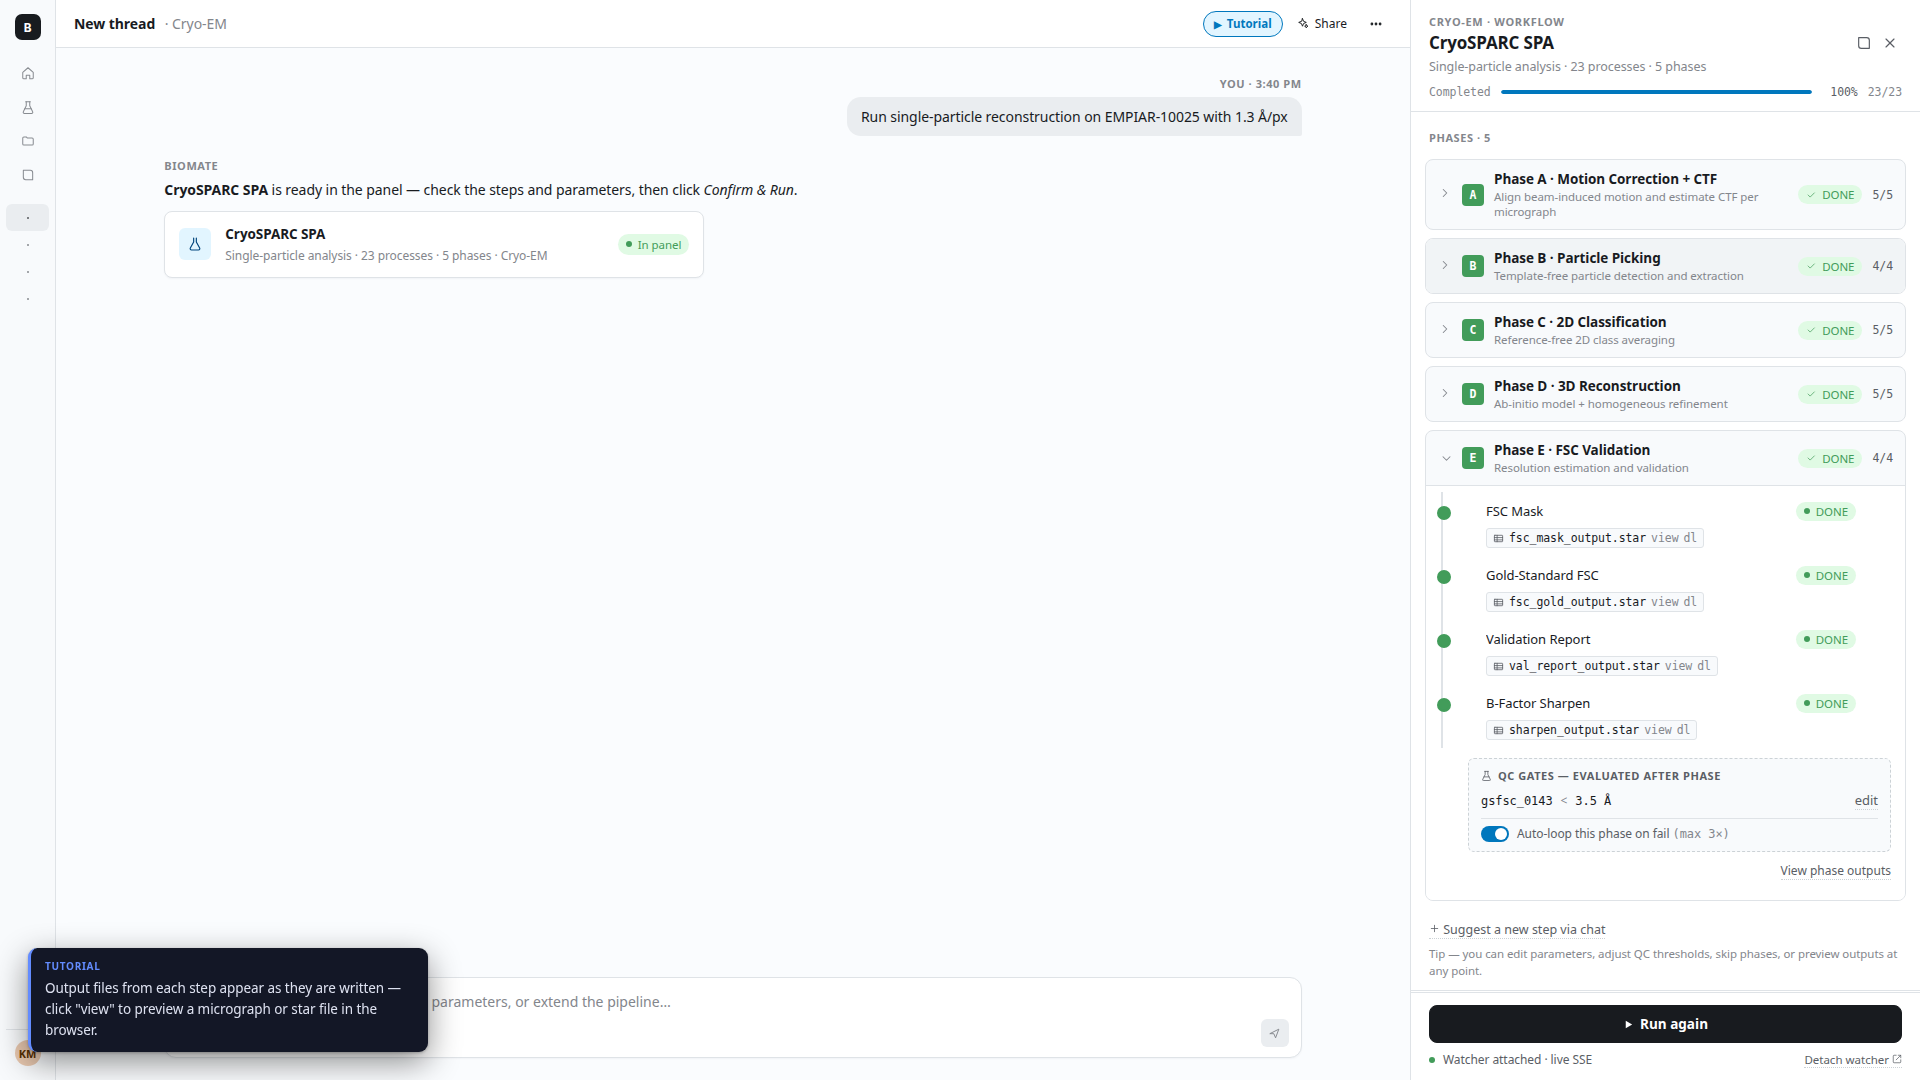 B
New thread · Cryo-EM
▶ Tutorial
Share
YOU · 3:40 PM
Run single-particle reconstruction on EMPIAR-10025 with 1.3 Å/px
BIOMATE
CryoSPARC SPA is ready in the panel — check the steps and parameters, then click Confirm & Run.
CryoSPARC SPA
Single-particle analysis · 23 processes · 5 phases · Cryo-EM
In panel
parameters, or extend the pipeline...
TUTORIAL
Output files from each step appear as they are written —
click "view" to preview a micrograph or star file in the
browser.
KM
CRYO-EM · WORKFLOW
CryoSPARC SPA
Single-particle analysis · 23 processes · 5 phases
Completed 100% 23/23
PHASES · 5
A
Phase A · Motion Correction + CTF
Align beam-induced motion and estimate CTF per
micrograph
DONE 5/5
B
Phase B · Particle Picking
Template-free particle detection and extraction
DONE 4/4
C
Phase C · 2D Classification
Reference-free 2D class averaging
DONE 5/5
D
Phase D · 3D Reconstruction
Ab-initio model + homogeneous refinement
DONE 5/5
E
Phase E · FSC Validation
Resolution estimation and validation
DONE 4/4
FSC Mask DONE
fsc_mask_output.star view dl
Gold-Standard FSC DONE
fsc_gold_output.star view dl
Validation Report DONE
val_report_output.star view dl
B-Factor Sharpen DONE
sharpen_output.star view dl
QC GATES — EVALUATED AFTER PHASE
gsfsc_0143 < 3.5 Å edit
Auto-loop this phase on fail (max 3×)
View phase outputs
+ Suggest a new step via chat
Tip — you can edit parameters, adjust QC thresholds, skip phases, or preview outputs at
any point.
Run again
Watcher attached · live SSE
Detach watcher